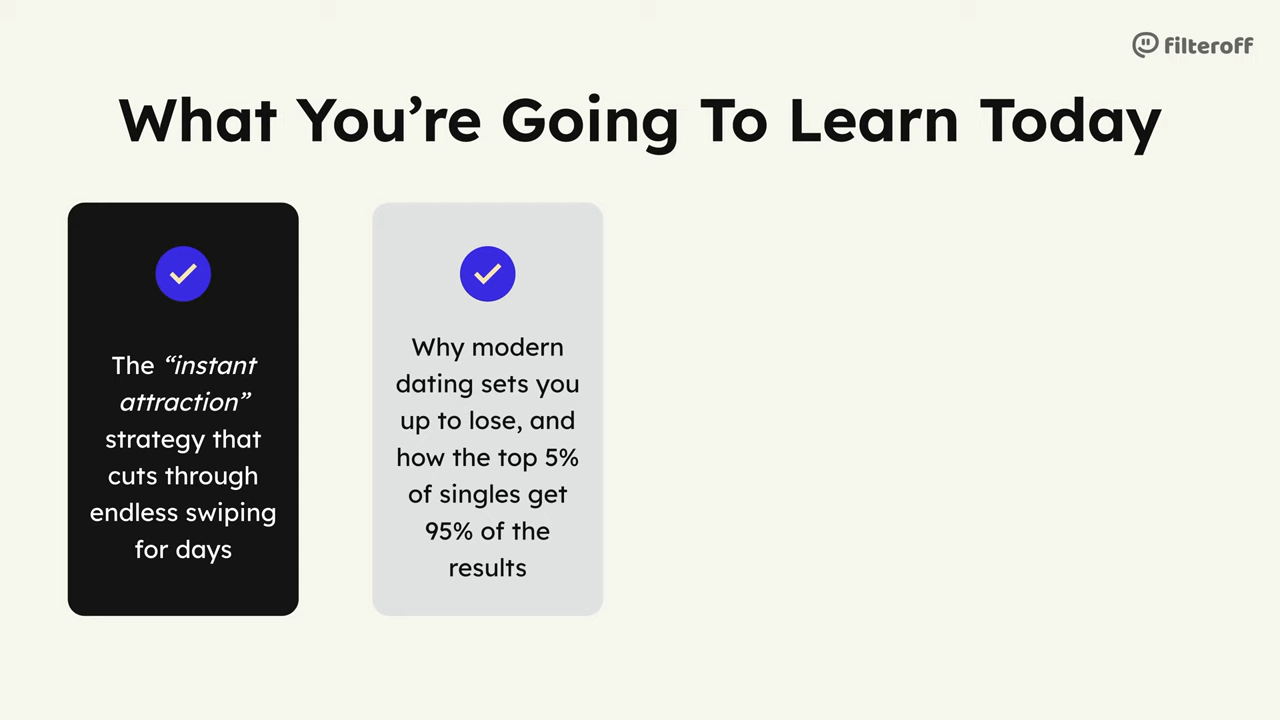 filteroff
What You’re Going To Learn Today
The “instant
attraction”
strategy that
cuts through
endless swiping
for days
Why modern
dating sets you
up to lose, and
how the top 5%
of singles get
95% of the
results